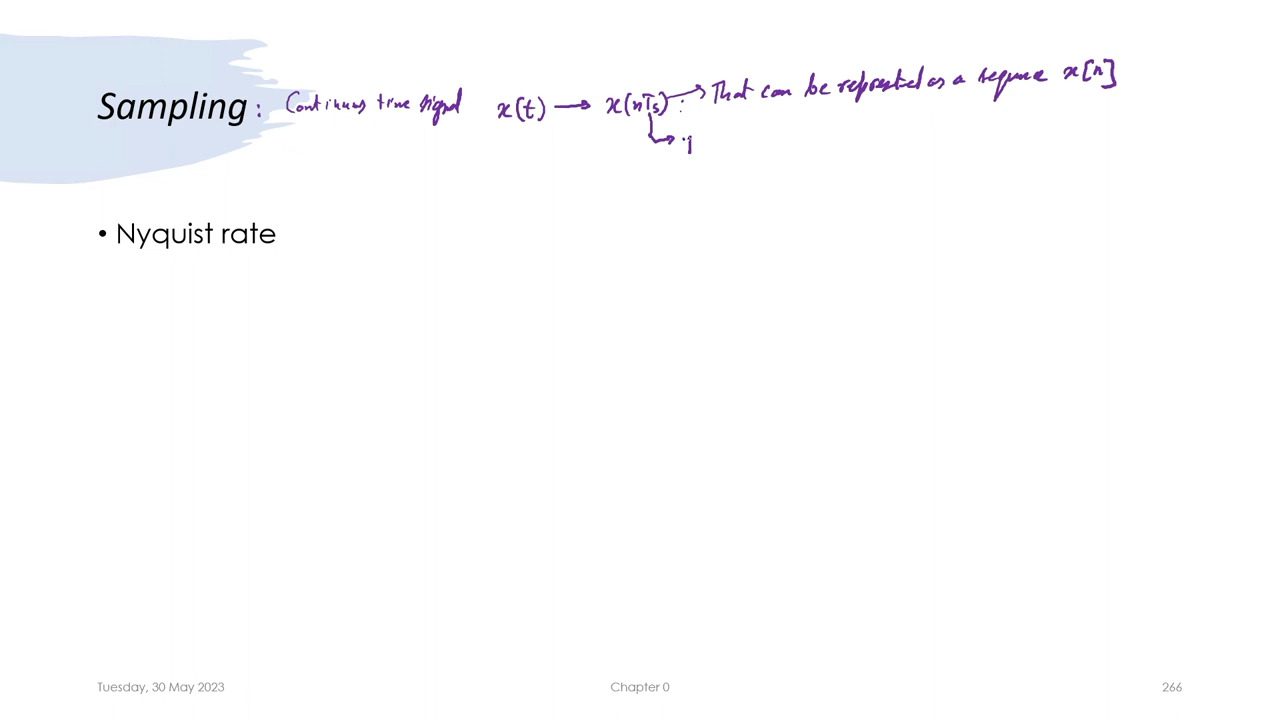 Sampling : Continuous time signal x(t) → x(nTs) : → That can be represented as a sequence x[n]
• Nyquist rate
Tuesday, 30 May 2023 Chapter 0 266